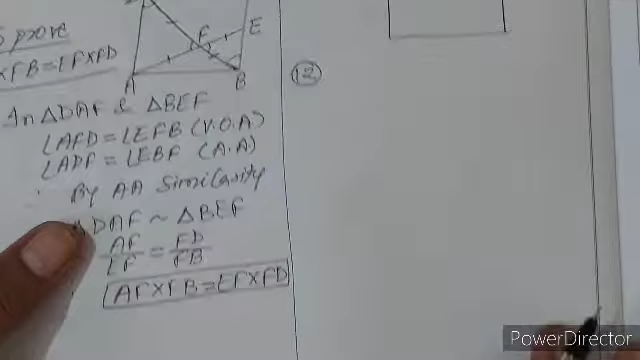 prove
×FB=EF×FD
F
E
A
B
In ΔDAF & ΔBEF
∠AFD = ∠EFB (V.O.A)
∠ADF = ∠EBF (A.A)
By AA Similarity
ΔDAF ~ ΔBEF
AF/EF = FD/FB
AF×FB=EF×FD
12
PowerDirector